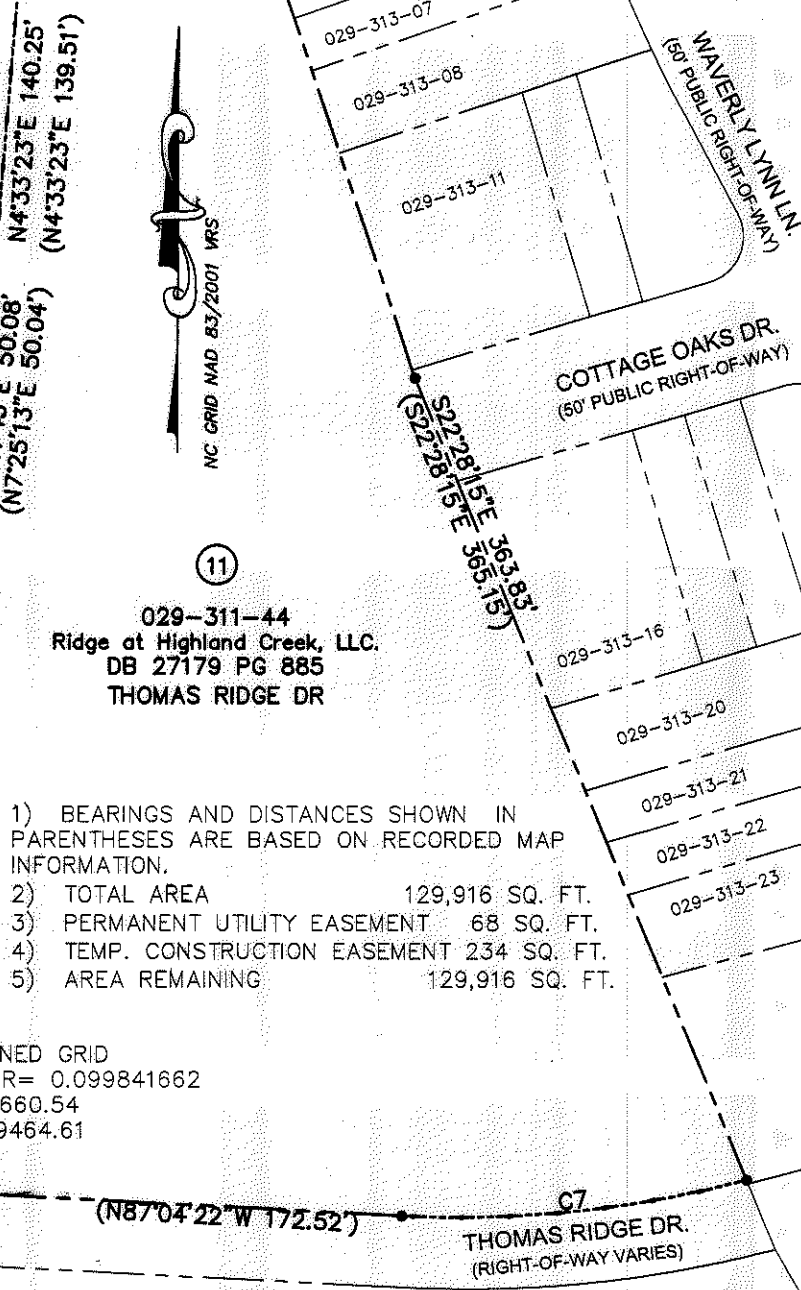 N4°33'23"E 140.25'
(N4°33'23"E 139.51')
E 50.08'
(N7°25'13"E 50.04')
NC GRID NAD 83/2001 VRS
029-313-07
029-313-08
029-313-11
WAVERLY LYNN LN.
(50' PUBLIC RIGHT-OF-WAY)
COTTAGE OAKS DR.
(50' PUBLIC RIGHT-OF-WAY)
S22°28'15"E 363.83'
(S22°28'15"E 365.15')
11
029-311-44
Ridge at Highland Creek, LLC.
DB 27179 PG 885
THOMAS RIDGE DR
029-313-16
029-313-20
029-313-21
029-313-22
029-313-23
1) BEARINGS AND DISTANCES SHOWN IN
PARENTHESES ARE BASED ON RECORDED MAP
INFORMATION.
2) TOTAL AREA 129,916 SQ. FT.
3) PERMANENT UTILITY EASEMENT 68 SQ. FT.
4) TEMP. CONSTRUCTION EASEMENT 234 SQ. FT.
5) AREA REMAINING 129,916 SQ. FT.
NED GRID
R= 0.099841662
660.54
9464.61
(N87°04'22"W 172.52')
C7
THOMAS RIDGE DR.
(RIGHT-OF-WAY VARIES)